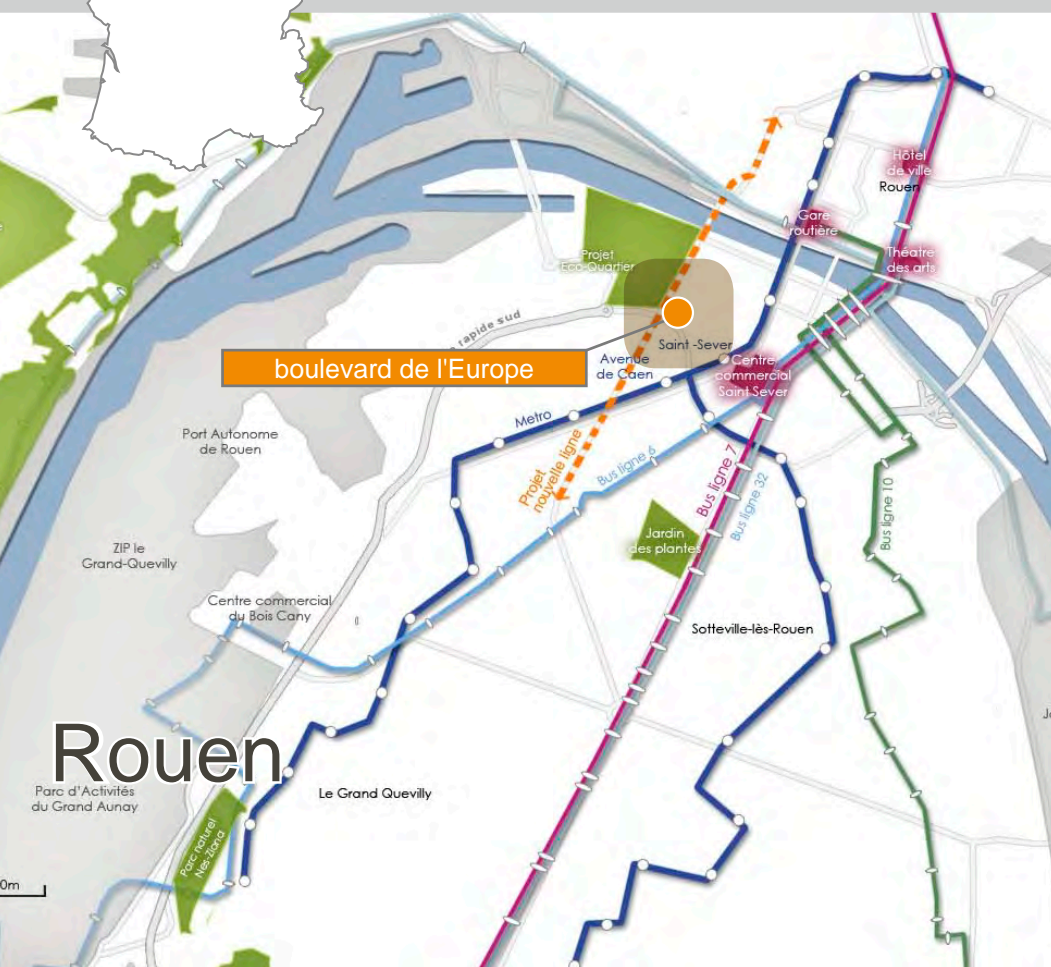 Hôtel
de ville
Rouen
Gare
routière
Théatre
des arts
Projet
Eco-Quartier
rapide sud
Saint -Sever
boulevard de l'Europe
Avenue
de Caen
Centre
commercial
Saint Sever
Metro
Port Autonome
de Rouen
Projet
nouvelle ligne
Bus ligne 6
Bus ligne 7
Bus ligne 32
Bus ligne 10
Jardin
des plantes
ZIP le
Grand-Quevilly
Centre commercial
du Bois Cany
Sotteville-lès-Rouen
Rouen
Parc d'Activités
du Grand Aunay
Le Grand Quevilly
Parc naturel
Nes-Ziona
0m